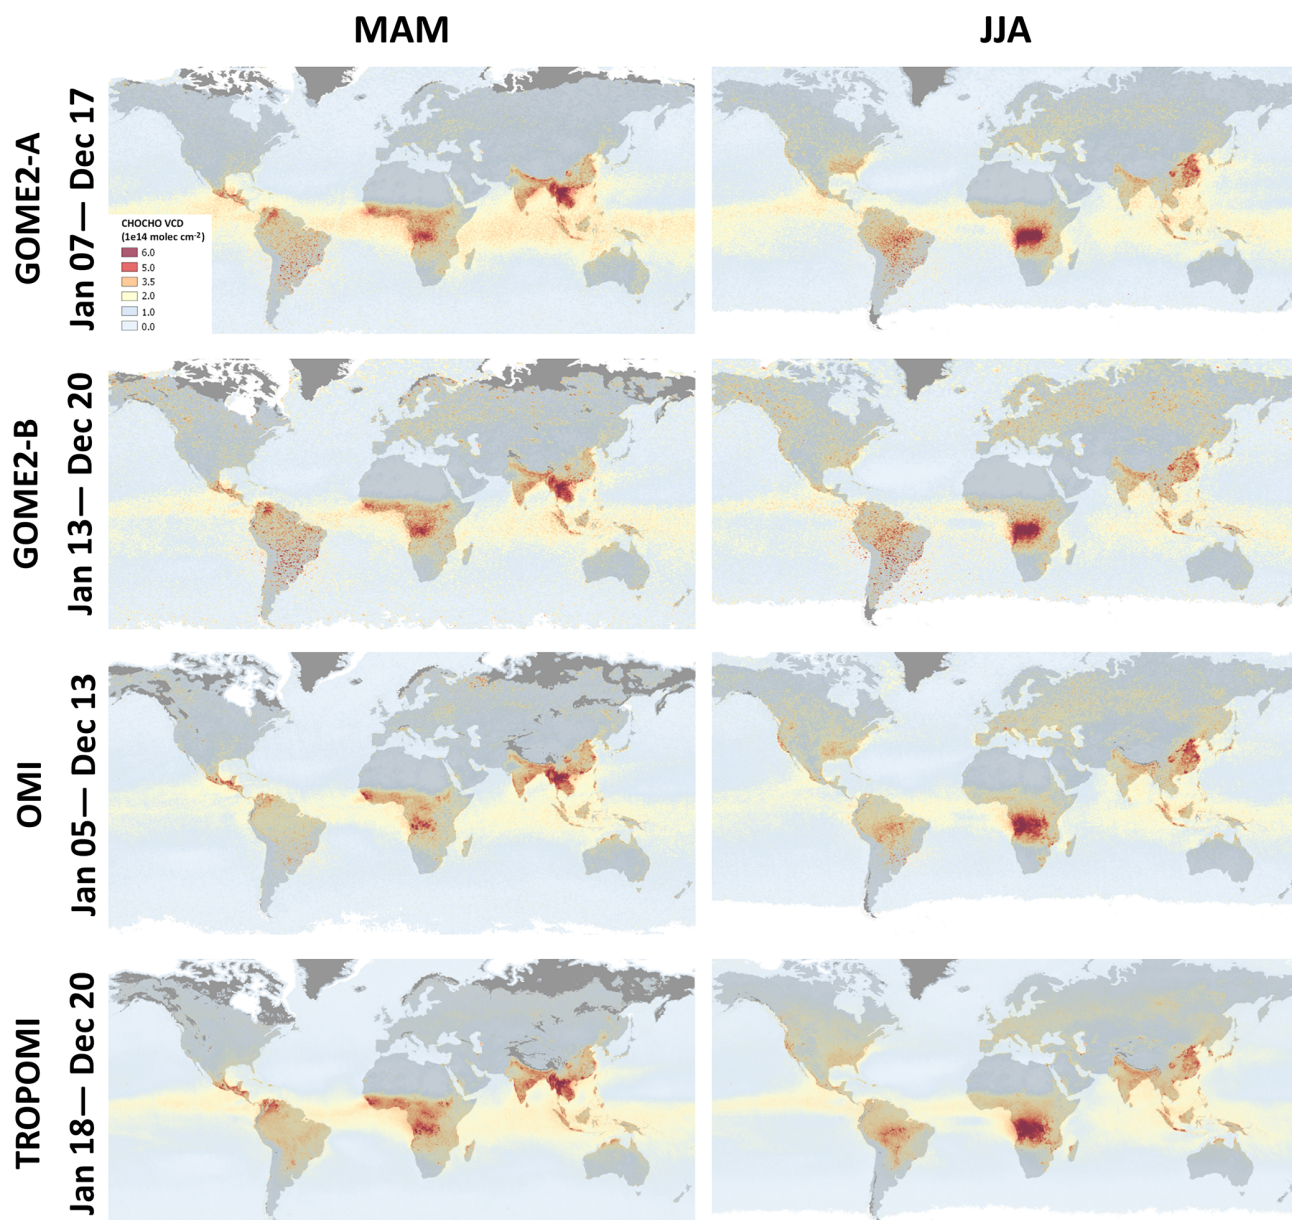 MAM
JJA
GOME2-A
Jan 07— Dec 17
CHOCHO VCD
(1e14 molec cm-2)
6.0
5.0
3.5
2.0
1.0
0.0
GOME2-B
Jan 13— Dec 20
OMI
Jan 05— Dec 13
TROPOMI
Jan 18— Dec 20